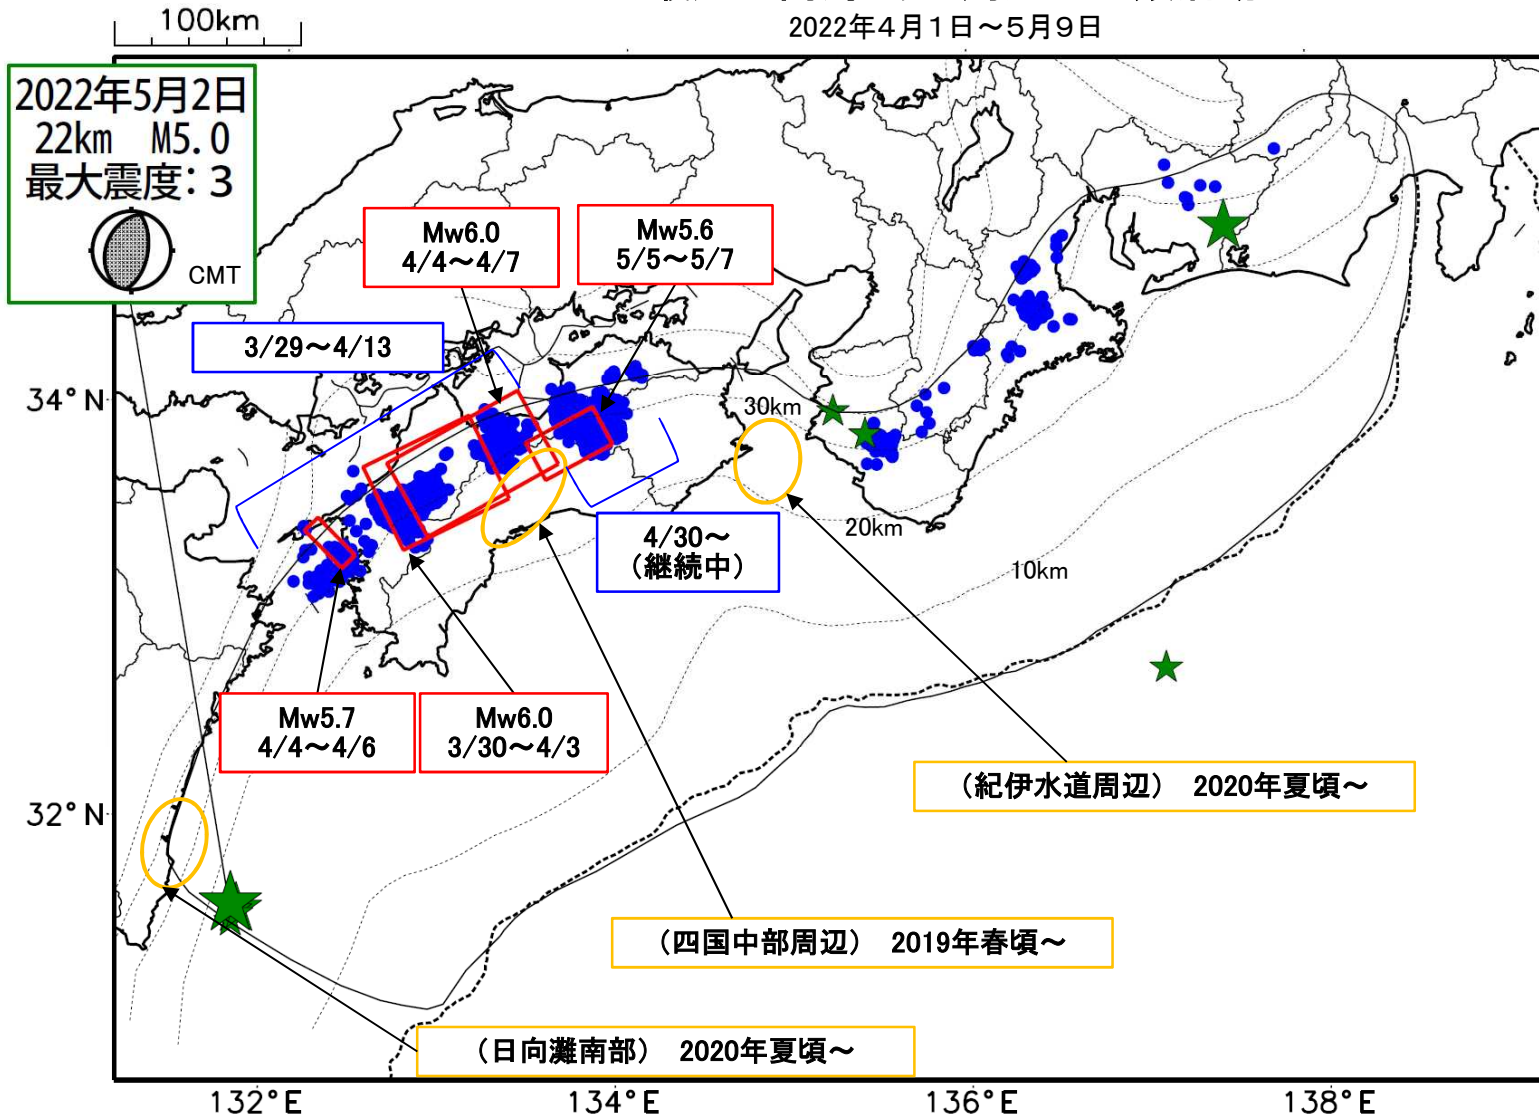 100km
2022年4月1日～5月9日
2022年5月2日
22km M5.0
最大震度：3
CMT
Mw6.0
4/4～4/7
Mw5.6
5/5～5/7
3/29～4/13
34°N
30km
20km
10km
4/30～
（継続中）
Mw5.7
4/4～4/6
Mw6.0
3/30～4/3
（紀伊水道周辺） 2020年夏頃～
32°N
（四国中部周辺） 2019年春頃～
（日向灘南部） 2020年夏頃～
132°E
134°E
136°E
138°E